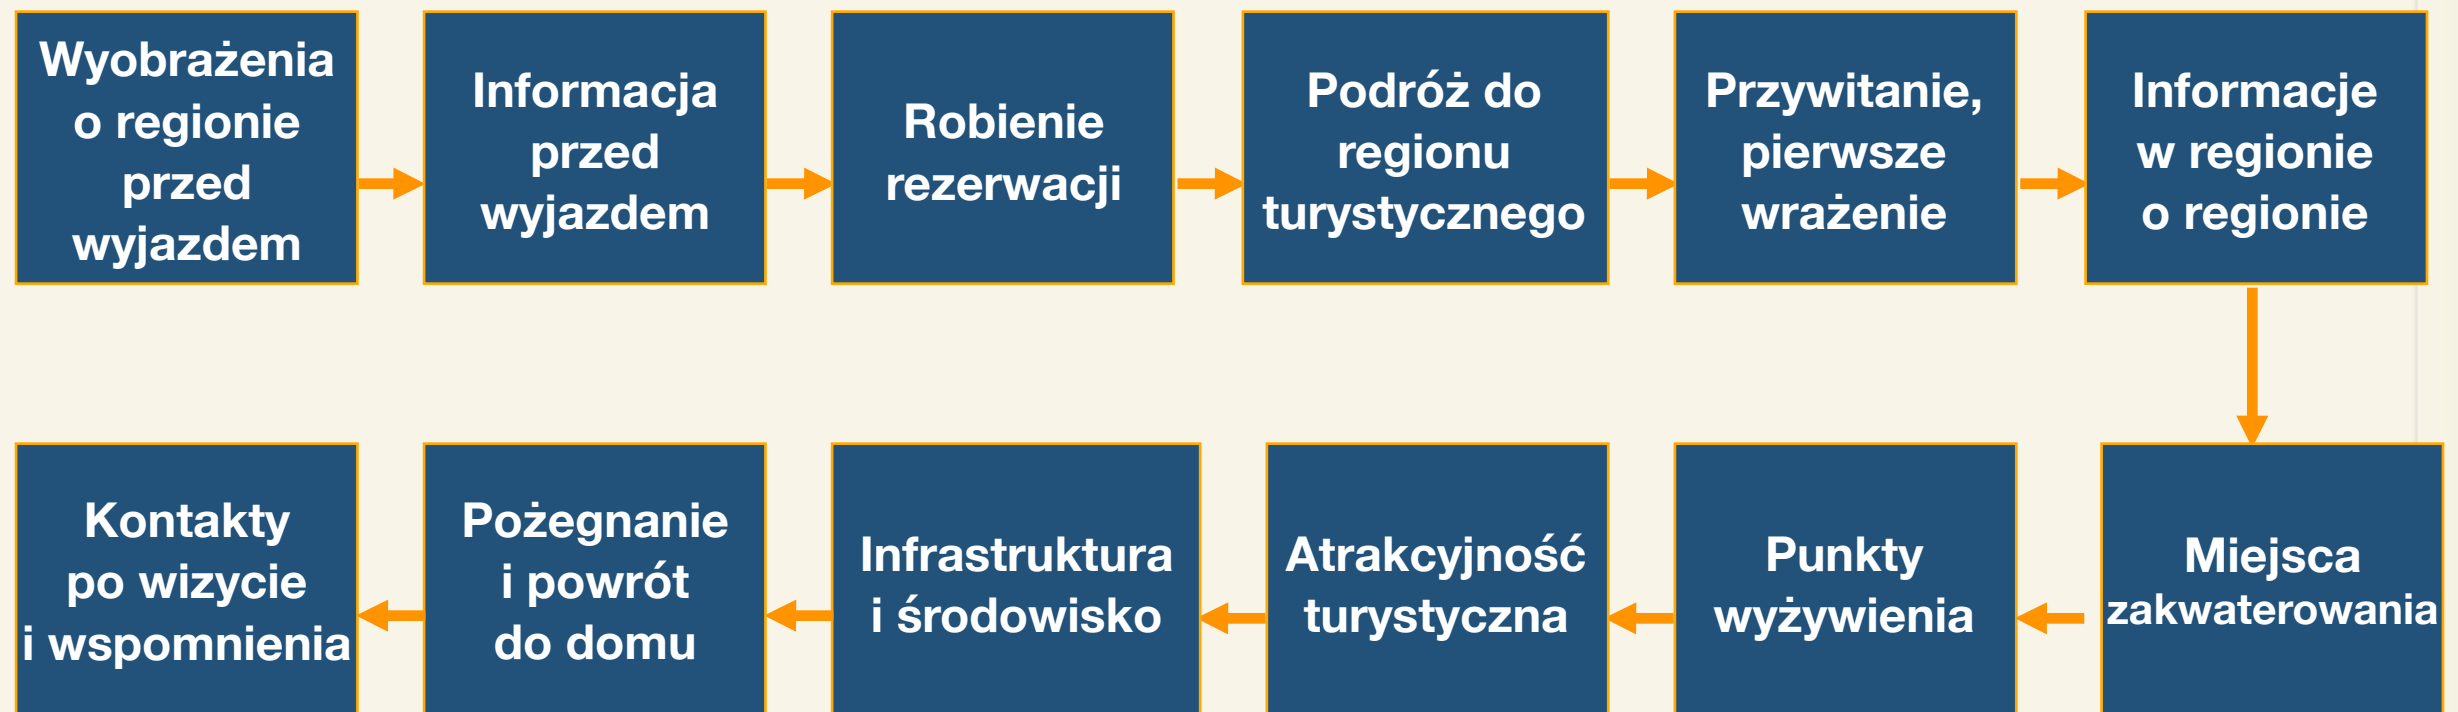 Wyobrażenia
o regionie
przed
wyjazdem
Informacja
przed
wyjazdem
Robienie
rezerwacji
Podróż do
regionu
turystycznego
Przywitanie,
pierwsze
wrażenie
Informacje
w regionie
o regionie
Miejsca
zakwaterowania
Punkty
wyżywienia
Atrakcyjność
turystyczna
Infrastruktura
i środowisko
Pożegnanie
i powrót
do domu
Kontakty
po wizycie
i wspomnienia